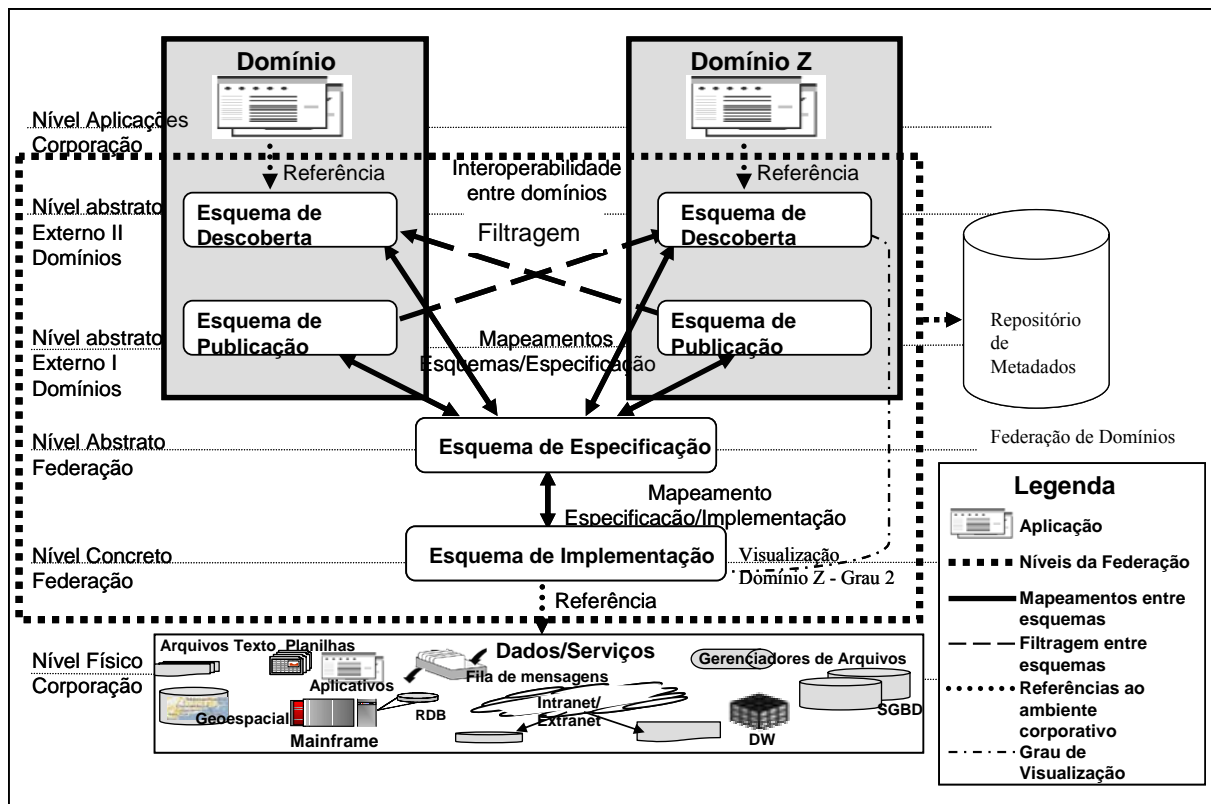 Domínio
Domínio Z
Nível Aplicações
Corporação
Referência
Interoperabilidade
entre domínios
Referência
Nível abstrato
Externo II
Domínios
Esquema de
Descoberta
Filtragem
Esquema de
Descoberta
Nível abstrato
Externo I
Domínios
Esquema de
Publicação
Mapeamentos
Esquemas/Especificação
Esquema de
Publicação
Repositório
de
Metadados
Federação de Domínios
Nível Abstrato
Federação
Esquema de Especificação
Mapeamento
Especificação/Implementação
Nível Concreto
Federação
Esquema de Implementação
Visualização
Domínio Z - Grau 2
Referência
Nível Físico
Corporação
Arquivos Texto
Planilhas
Aplicativos
Dados/Serviços
Fila de mensagens
Gerenciadores de Arquivos
Geoespacial
Mainframe
RDB
Intranet/
Extranet
DW
SGBD
Legenda
Aplicação
Níveis da Federação
Mapeamentos entre
esquemas
Filtragem entre
esquemas
Referências ao
ambiente
corporativo
Grau de
Visualização